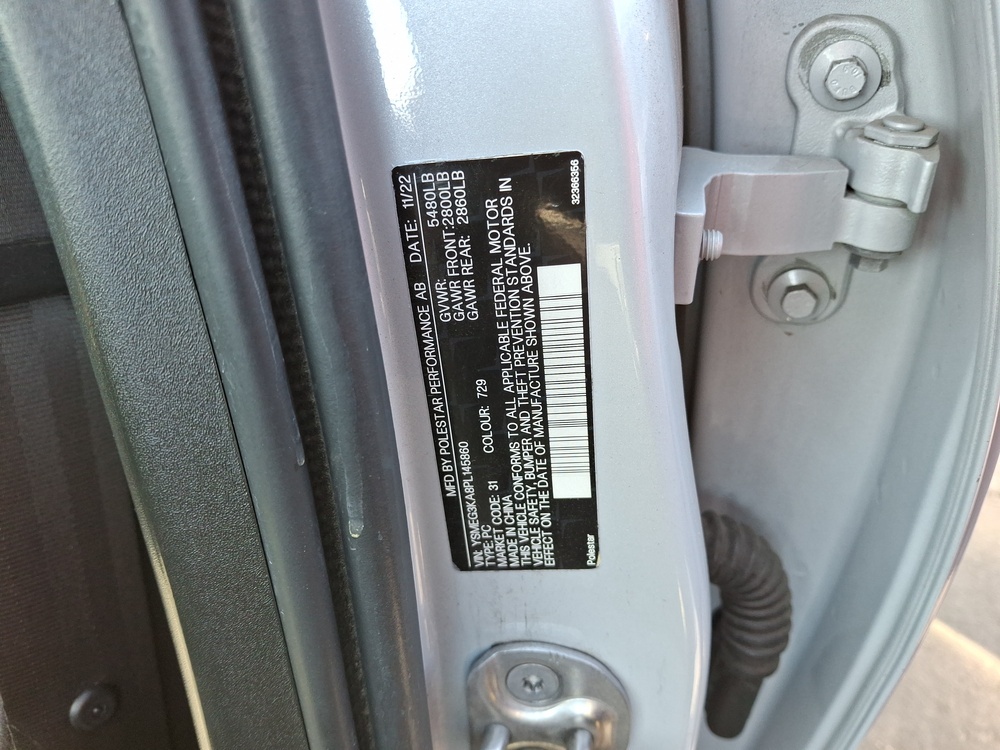 MFD BY POLESTAR PERFORMANCE AB DATE: 11/22
GVWR: 5480LB
GAWR FRONT:2800LB
GAWR REAR: 2860LB
VIN: YSMEG3KA8PL145860
TYPE: PC
MARKET CODE: 31 COLOUR: 729
MADE IN CHINA
THIS VEHICLE CONFORMS TO ALL APPLICABLE FEDERAL MOTOR
VEHICLE SAFETY, BUMPER AND THEFT PREVENTION STANDARDS IN
EFFECT ON THE DATE OF MANUFACTURE SHOWN ABOVE.
Polestar 32366356